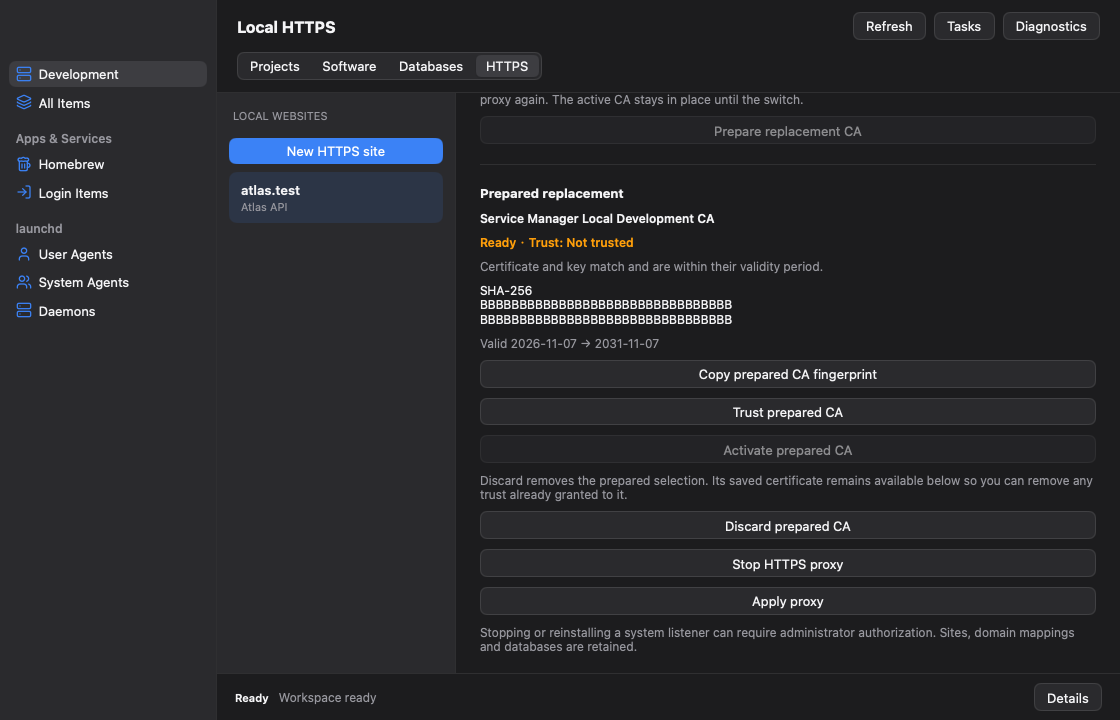 Local HTTPS
Refresh
Tasks
Diagnostics
Projects
Software
Databases
HTTPS
Development
All Items
Apps & Services
Homebrew
Login Items
launchd
User Agents
System Agents
Daemons
LOCAL WEBSITES
New HTTPS site
atlas.test
Atlas API
proxy again. The active CA stays in place until the switch.
Prepare replacement CA
Prepared replacement
Service Manager Local Development CA
Ready · Trust: Not trusted
Certificate and key match and are within their validity period.
SHA-256
BBBBBBBBBBBBBBBBBBBBBBBBBBBBBBBB
BBBBBBBBBBBBBBBBBBBBBBBBBBBBBBBB
Valid 2026-11-07 → 2031-11-07
Copy prepared CA fingerprint
Trust prepared CA
Activate prepared CA
Discard removes the prepared selection. Its saved certificate remains available below so you can remove any
trust already granted to it.
Discard prepared CA
Stop HTTPS proxy
Apply proxy
Stopping or reinstalling a system listener can require administrator authorization. Sites, domain mappings
and databases are retained.
Ready
Workspace ready
Details